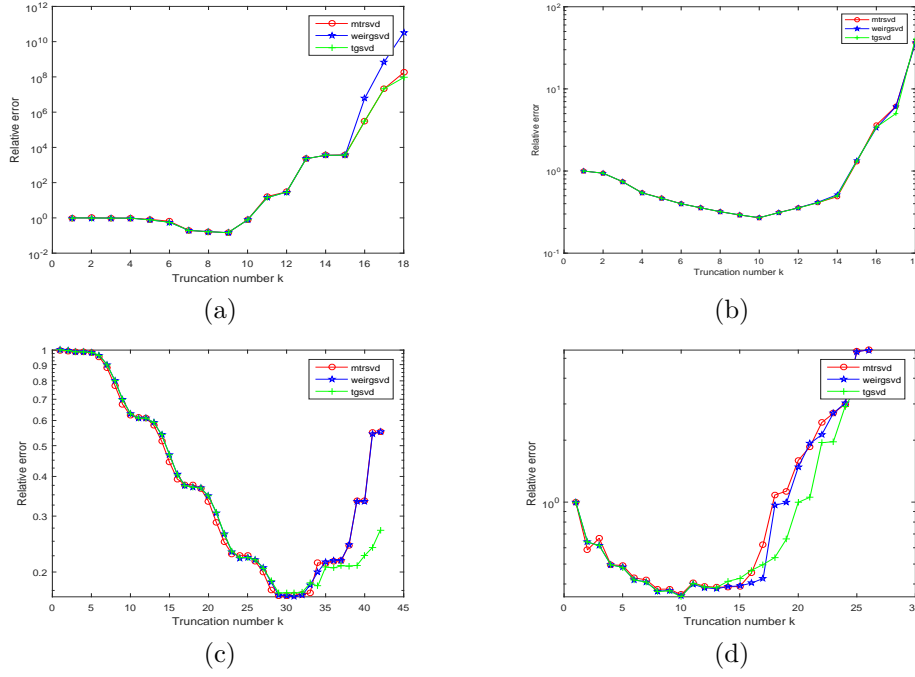 10^12
10^10
10^8
10^6
10^4
10^2
10^0
10^-2
Relative error
0 2 4 6 8 10 12 14 16 18
Truncation number k
mtrsvd
weirgsvd
tgsvd
(a)
10^2
10^1
10^0
10^-1
Relative error
0 2 4 6 8 10 12 14 16
Truncation number k
mtrsvd
weirgsvd
tgsvd
(b)
1
0.9
0.8
0.7
0.6
0.5
0.4
0.3
0.2
Relative error
0 5 10 15 20 25 30 35 40 45
Truncation number k
mtrsvd
weirgsvd
tgsvd
(c)
10^0
Relative error
0 5 10 15 20 25
Truncation number k
mtrsvd
weirgsvd
tgsvd
(d)